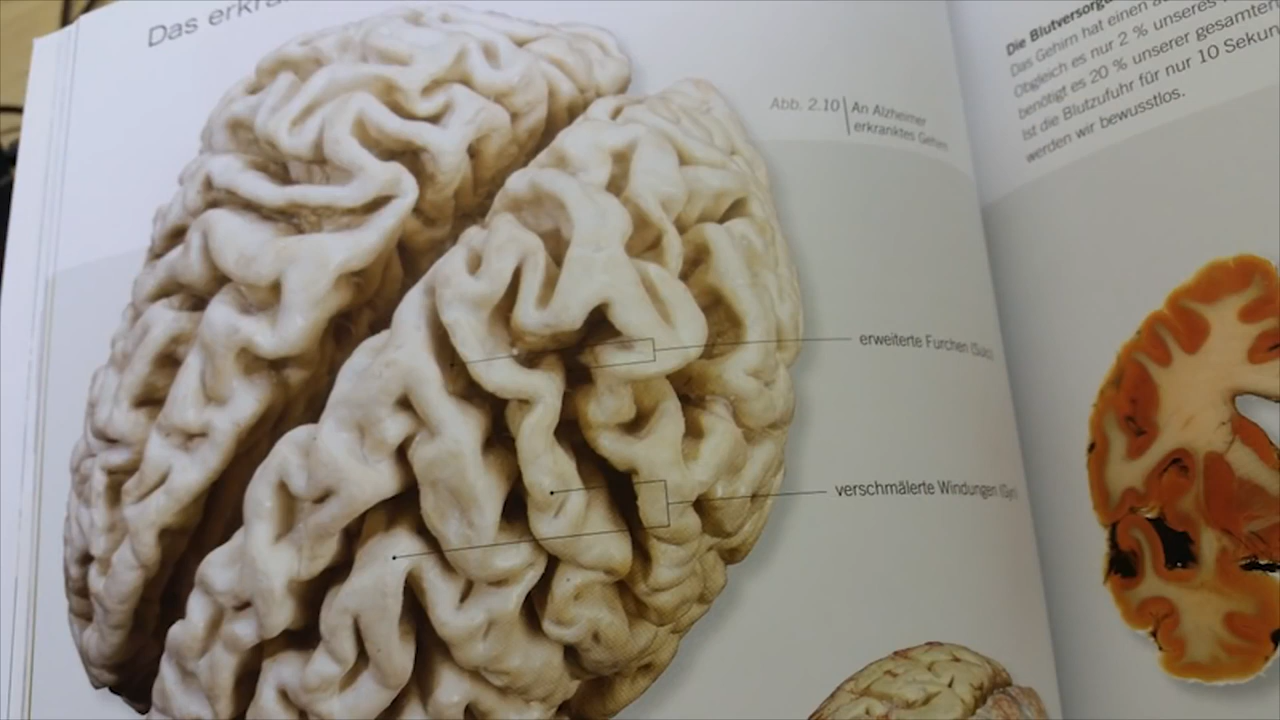 Das
Abb. 2.10 An Alzheimer
erkranktes Gehirn
erweiterte Furchen (Sulci)
verschmälerte Windungen (Gyri)
Die Blutversorgung
Das Gehirn hat einen
Obgleich es nur 2 % unseres
benötigt es 20 % unserer gesamten
Ist die Blutzufuhr für nur 10 Sekun
werden wir bewusstlos.